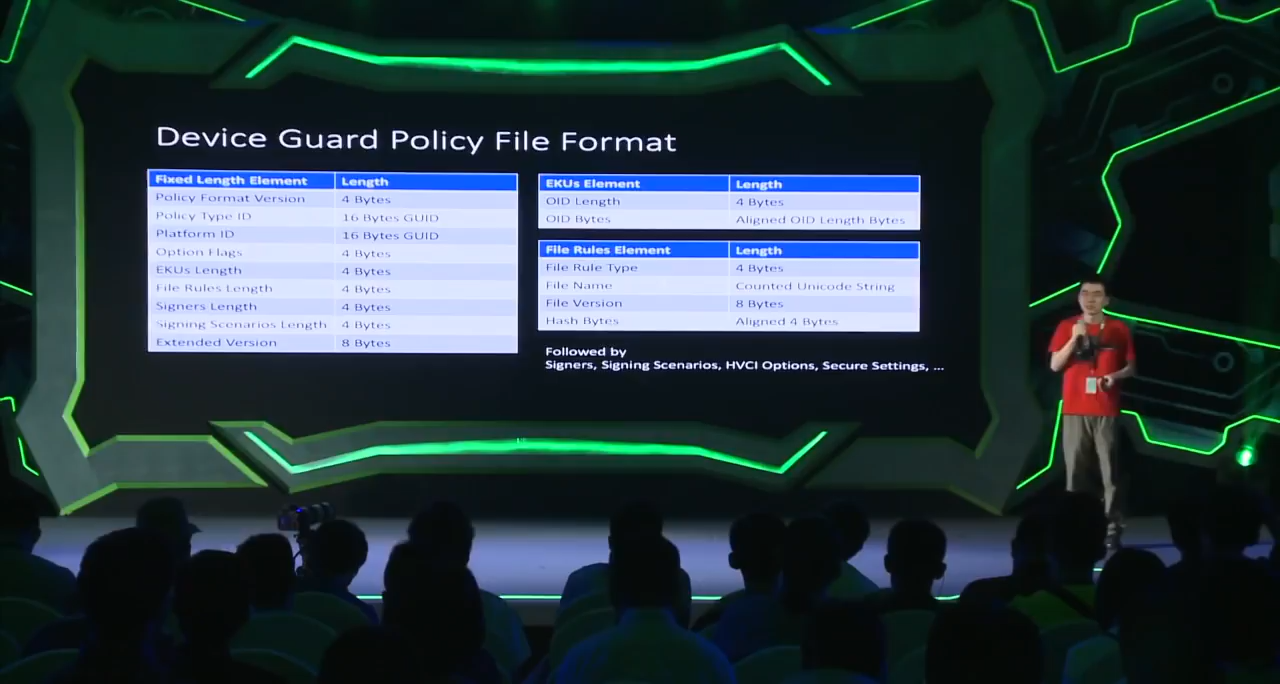 Device Guard Policy File Format
Fixed Length Element Length
Policy Format Version 4 Bytes
Policy Type ID 16 Bytes GUID
Platform ID 16 Bytes GUID
Option Flags 4 Bytes
EKUs Length 4 Bytes
File Rules Length 4 Bytes
Signers Length 4 Bytes
Signing Scenarios Length 4 Bytes
Extended Version 8 Bytes
EKUs Element Length
OID Length 4 Bytes
OID Bytes Aligned OID Length Bytes
File Rules Element Length
File Rule Type 4 Bytes
File Name Counted Unicode String
File Version 8 Bytes
Hash Bytes Aligned 4 Bytes
Followed by
Signers, Signing Scenarios, HVCI Options, Secure Settings, ...